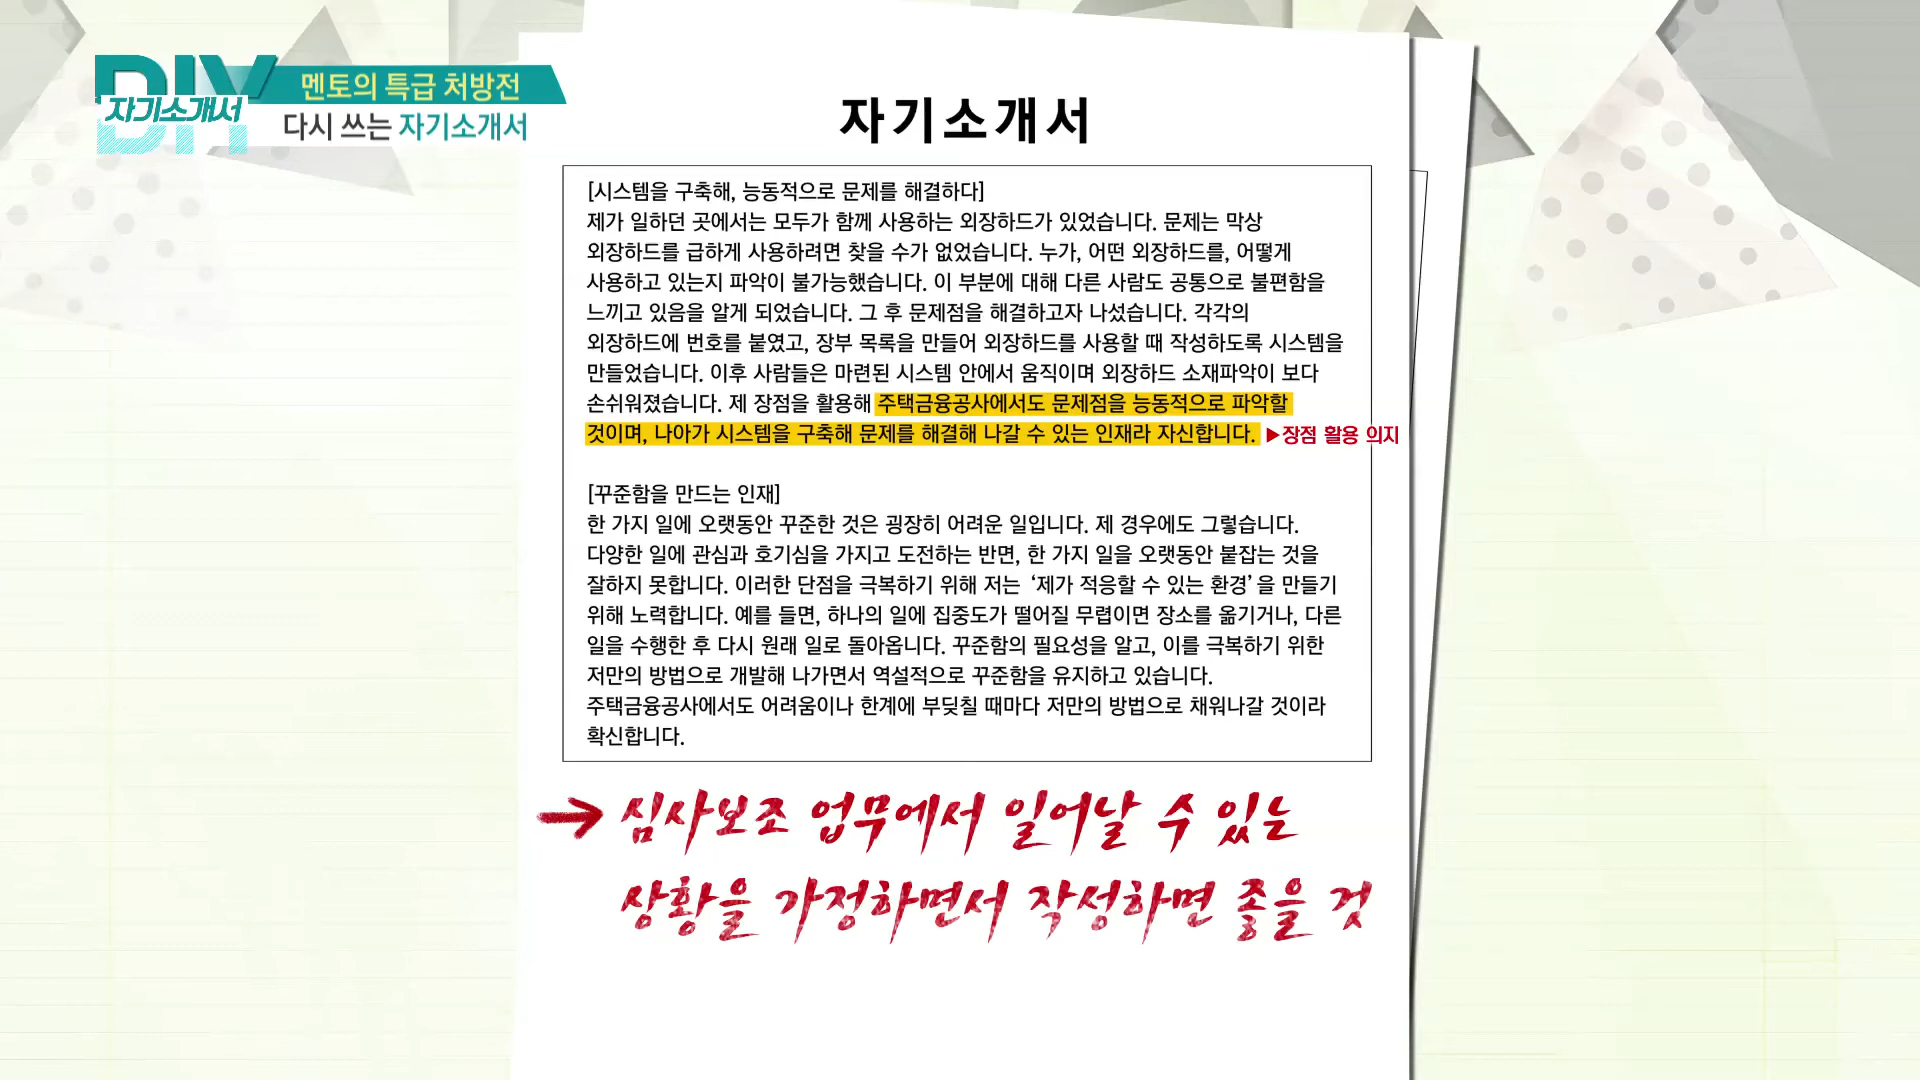 DIY
자기소개서
멘토의 특급 처방전
다시 쓰는 자기소개서
자기소개서
[시스템을 구축해, 능동적으로 문제를 해결하다]
제가 일하던 곳에서는 모두가 함께 사용하는 외장하드가 있었습니다. 문제는 막상
외장하드를 급하게 사용하려면 찾을 수가 없었습니다. 누가, 어떤 외장하드를, 어떻게
사용하고 있는지 파악이 불가능했습니다. 이 부분에 대해 다른 사람도 공통으로 불편함을
느끼고 있음을 알게 되었습니다. 그 후 문제점을 해결하고자 나섰습니다. 각각의
외장하드에 번호를 붙였고, 장부 목록을 만들어 외장하드를 사용할 때 작성하도록 시스템을
만들었습니다. 이후 사람들은 마련된 시스템 안에서 움직이며 외장하드 소재파악이 보다
손쉬워졌습니다. 제 장점을 활용해 주택금융공사에서도 문제점을 능동적으로 파악할
것이며, 나아가 시스템을 구축해 문제를 해결해 나갈 수 있는 인재라 자신합니다. ▶장점 활용 의지
[꾸준함을 만드는 인재]
한 가지 일에 오랫동안 꾸준한 것은 굉장히 어려운 일입니다. 제 경우에도 그렇습니다.
다양한 일에 관심과 호기심을 가지고 도전하는 반면, 한 가지 일을 오랫동안 붙잡는 것을
잘하지 못합니다. 이러한 단점을 극복하기 위해 저는 ‘제가 적응할 수 있는 환경’을 만들기
위해 노력합니다. 예를 들면, 하나의 일에 집중도가 떨어질 무렵이면 장소를 옮기거나, 다른
일을 수행한 후 다시 원래 일로 돌아옵니다. 꾸준함의 필요성을 알고, 이를 극복하기 위한
저만의 방법으로 개발해 나가면서 역설적으로 꾸준함을 유지하고 있습니다.
주택금융공사에서도 어려움이나 한계에 부딪칠 때마다 저만의 방법으로 채워나갈 것이라
확신합니다.
→ 심사보조 업무에서 일어날 수 있는
상황을 가정하면서 작성하면 좋을 것